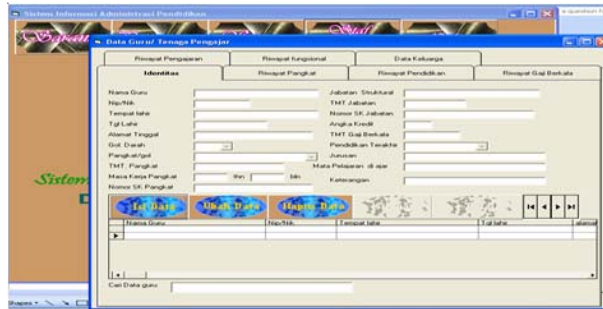 Sistem Informasi Administrasi Pendidikan
Data Guru/ Tenaga Pengajar
Riwayat Pengajaran Riwayat fungsional Data Keluarga
Identitas Riwayat Pangkat Riwayat Pendidikan Riwayat Gaji Berkala
Nama Guru Jabatan Struktural
Nip/Nik TMT Jabatan
Tempat lahir Nomor SK Jabatan
Tgl Lahir Angka Kredit
Alamat Tinggal TMT Gaji Berkala
Gol. Darah Pendidikan Terakhir
Pangkat/gol Jurusan
TMT. Pangkat Mata Pelajaran di ajar
Masa Kerja Pangkat thn bln Keterangan
Nomor SK Pangkat
Sistem
Isi Data Ubah Data Hapus Data
Nama Guru Nip/Nik Tempat lahir Tgl lahir alamat
Cari Data guru
Shapes